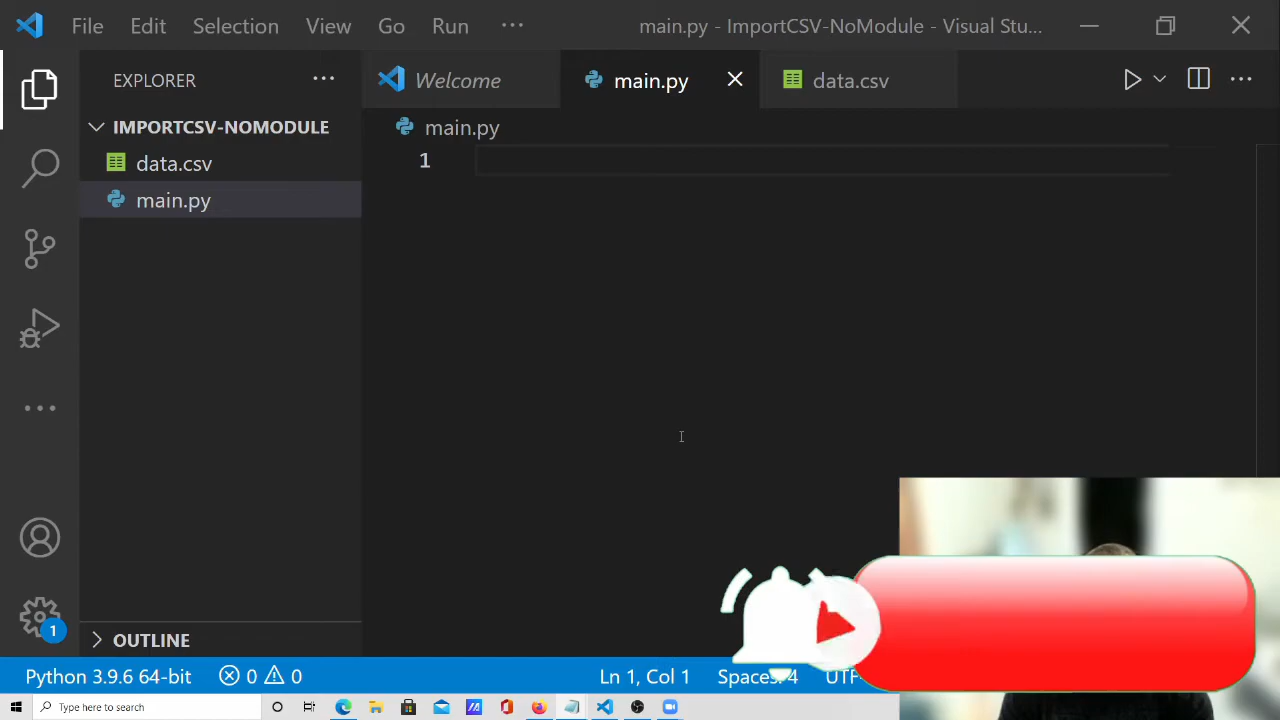 File Edit Selection View Go Run ··· main.py - ImportCSV-NoModule - Visual Stu...
EXPLORER ···
Welcome main.py data.csv
IMPORTCSV-NOMODULE
main.py
data.csv
1
main.py
1
OUTLINE
Python 3.9.6 64-bit 0 0 Ln 1, Col 1 Spaces: 4 UTF-
Type here to search